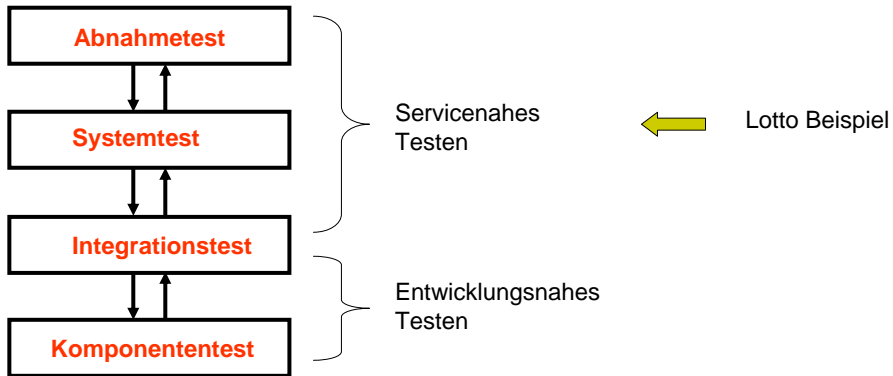 Abnahmetest
Systemtest
Integrationstest
Komponententest
Servicenahes
Testen
Entwicklungsnahes
Testen
Lotto Beispiel